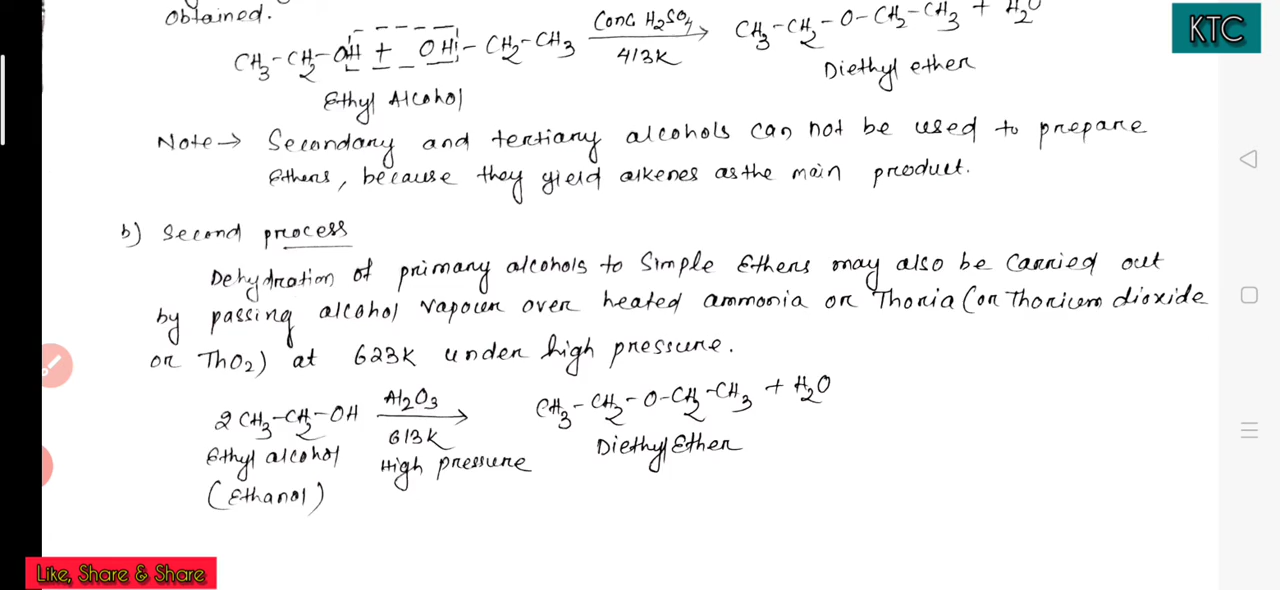 Obtained.
CH3-CH2-OH + OH-CH2-CH3 Conc H2SO4 413K CH3-CH2-O-CH2-CH3 + H2O
Ethyl Alcohol
Diethyl ether
KTC
Note → Secondary and tertiary alcohols can not be used to prepare
Ethers, because they yield alkenes as the main product.
b) Second process
Dehydration of primary alcohols to Simple Ethers may also be carried out
by passing alcohol vapour over heated ammonia or Thoria (or Thorium dioxide
or ThO2) at 623K under high pressure.
2CH3-CH2-OH Al2O3 613K High pressure CH3-CH2-O-CH2-CH3 + H2O
Ethyl alcohol
(Ethanol)
Diethyl Ether
Like, Share & Share